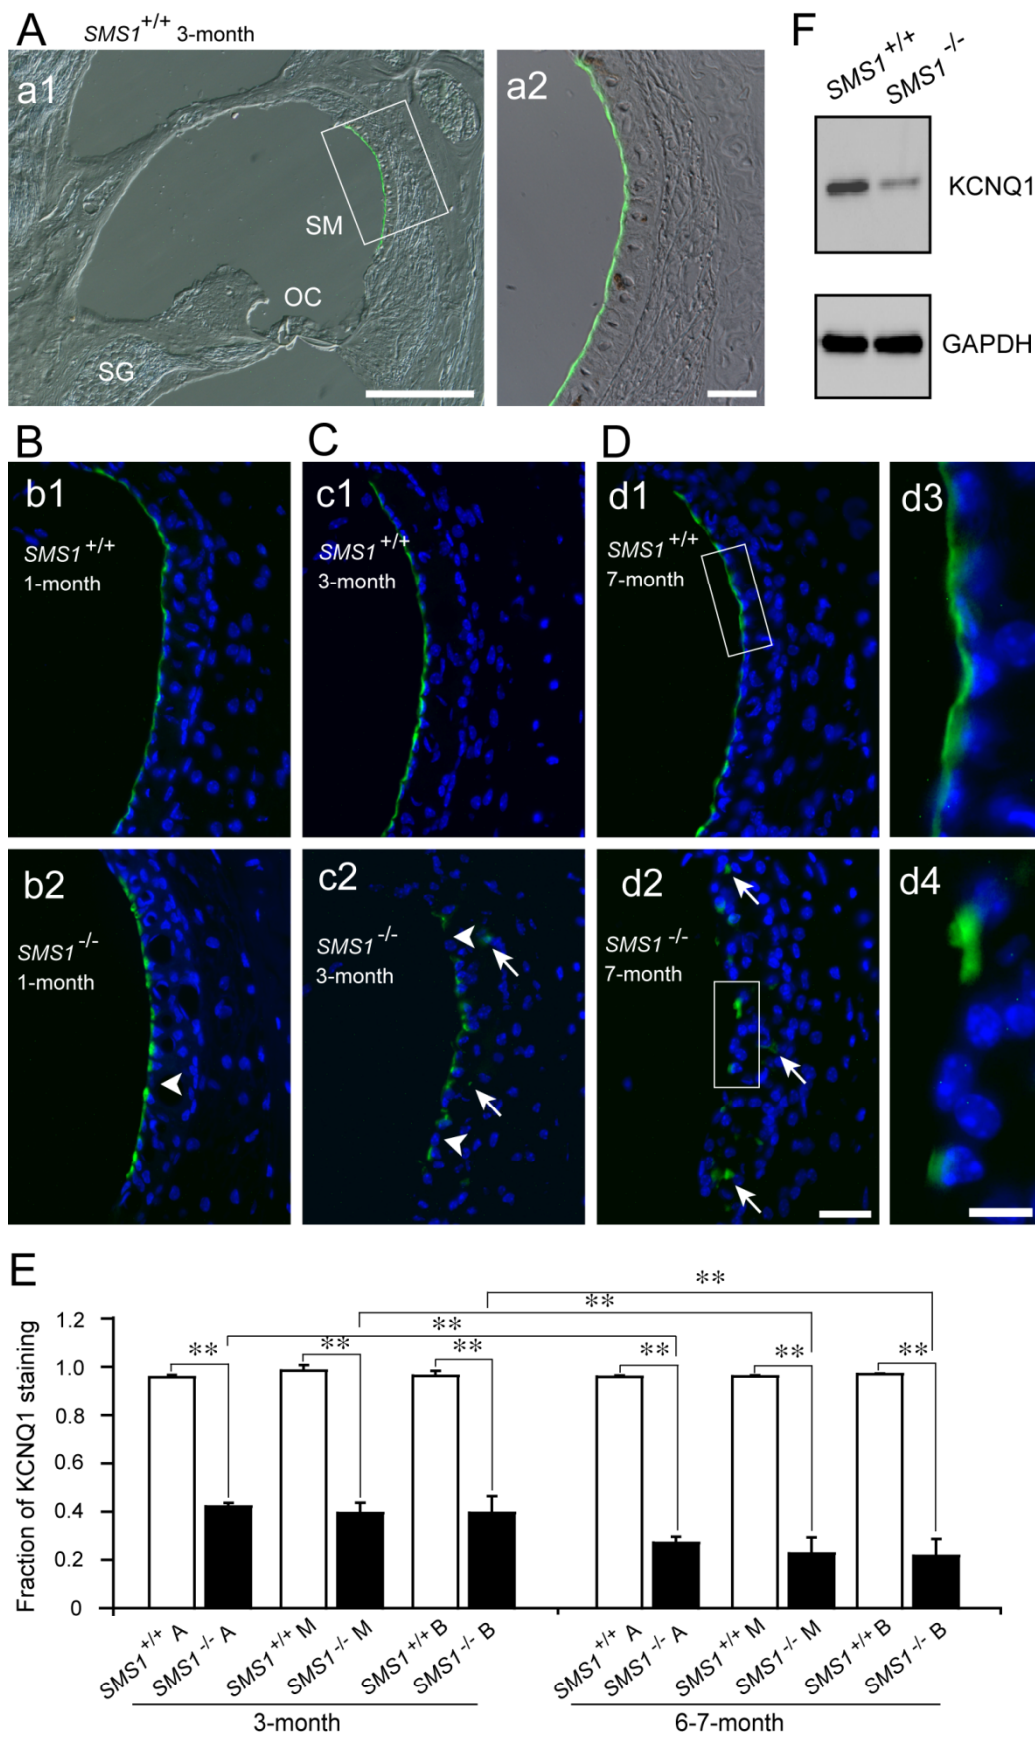 A
SMS1+/+ 3-month
a1
SM
OC
SG
a2
F
SMS1+/+
SMS1-/-
KCNQ1
GAPDH
B
b1
SMS1+/+
1-month
C
c1
SMS1+/+
3-month
D
d1
SMS1+/+
7-month
d3
b2
SMS1-/-
1-month
c2
SMS1-/-
3-month
d2
SMS1-/-
7-month
d4
E
Fraction of KCNQ1 staining
1.2
1.0
0.8
0.6
0.4
0.2
0
**
**
**
**
**
**
**
**
**
SMS1+/+ A
SMS1-/- A
SMS1+/+ M
SMS1-/- M
SMS1+/+ B
SMS1-/- B
SMS1+/+ A
SMS1-/- A
SMS1+/+ M
SMS1-/- M
SMS1+/+ B
SMS1-/- B
3-month
6-7-month